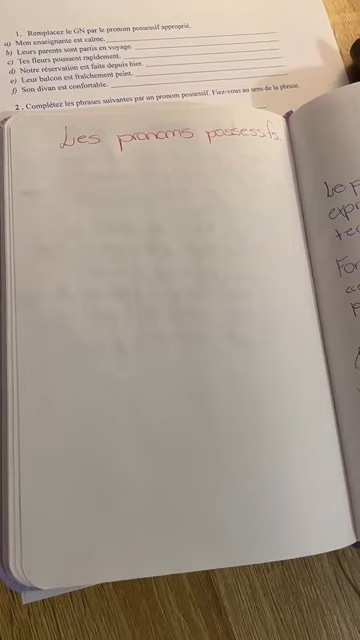 1. Remplacez le GN par le pronom possessif approprié.
a) Mon enseignante est calme.
b) Leurs parents sont partis en voyage.
c) Tes fleurs poussent rapidement.
d) Notre réservation est faite depuis hier.
e) Leur balcon est fraîchement peint.
f) Son divan est confortable.
2. Complétez les phrases suivantes par un pronom possessif. Fiez-vous au sens de la phrase.
Les pronoms possessifs.